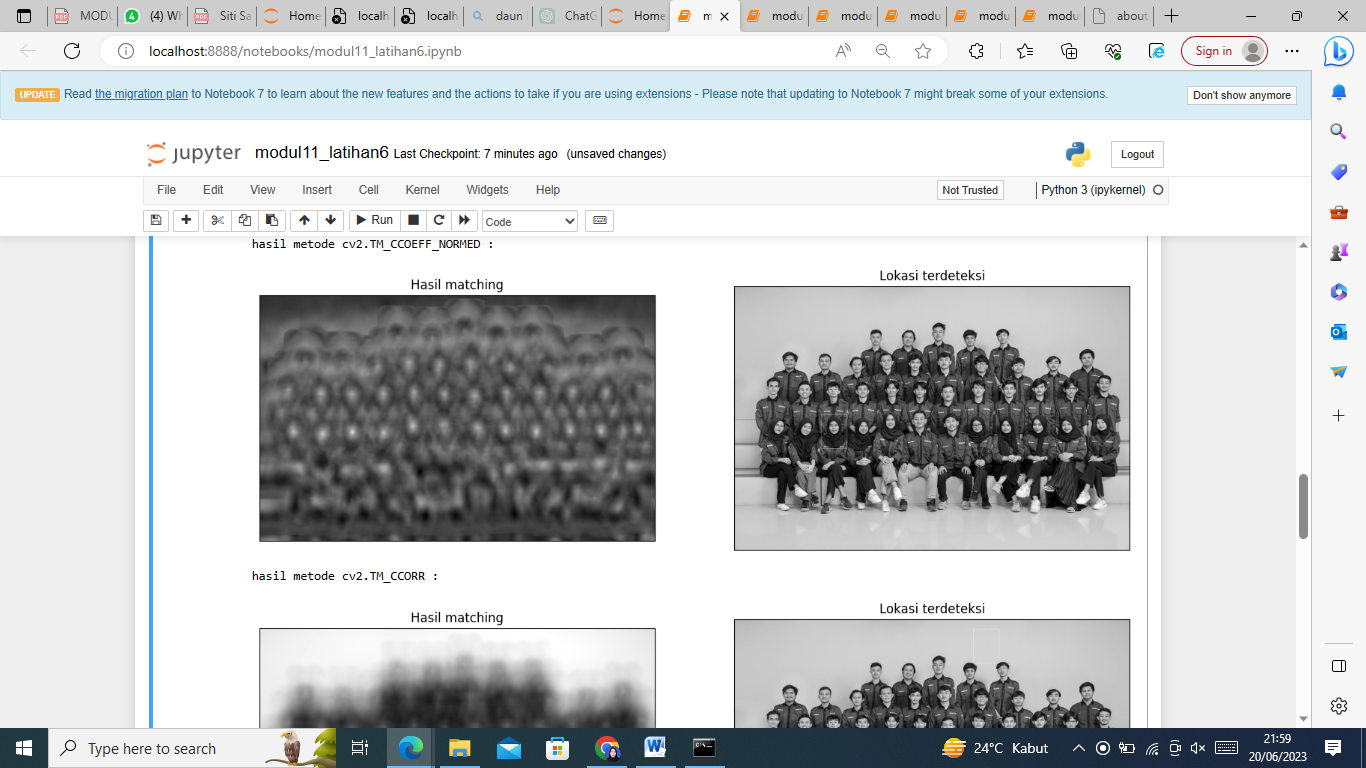 MODU
(4) Wh
Siti Sa
Home
localh
localh
daun
ChatG
Home
m
modu
modu
modu
modu
modu
about
localhost:8888/notebooks/modul11_latihan6.ipynb
Sign in
UPDATE Read the migration plan to Notebook 7 to learn about the new features and the actions to take if you are using extensions - Please note that updating to Notebook 7 might break some of your extensions.
Don't show anymore
jupyter modul11_latihan6 Last Checkpoint: 7 minutes ago (unsaved changes)
Logout
File Edit View Insert Cell Kernel Widgets Help
Not Trusted
Python 3 (ipykernel)
Run
Code
hasil metode cv2.TM_CCOEFF_NORMED :
Hasil matching
Lokasi terdeteksi
hasil metode cv2.TM_CCORR :
Hasil matching
Lokasi terdeteksi
Type here to search
24°C Kabut
21:59
20/06/2023